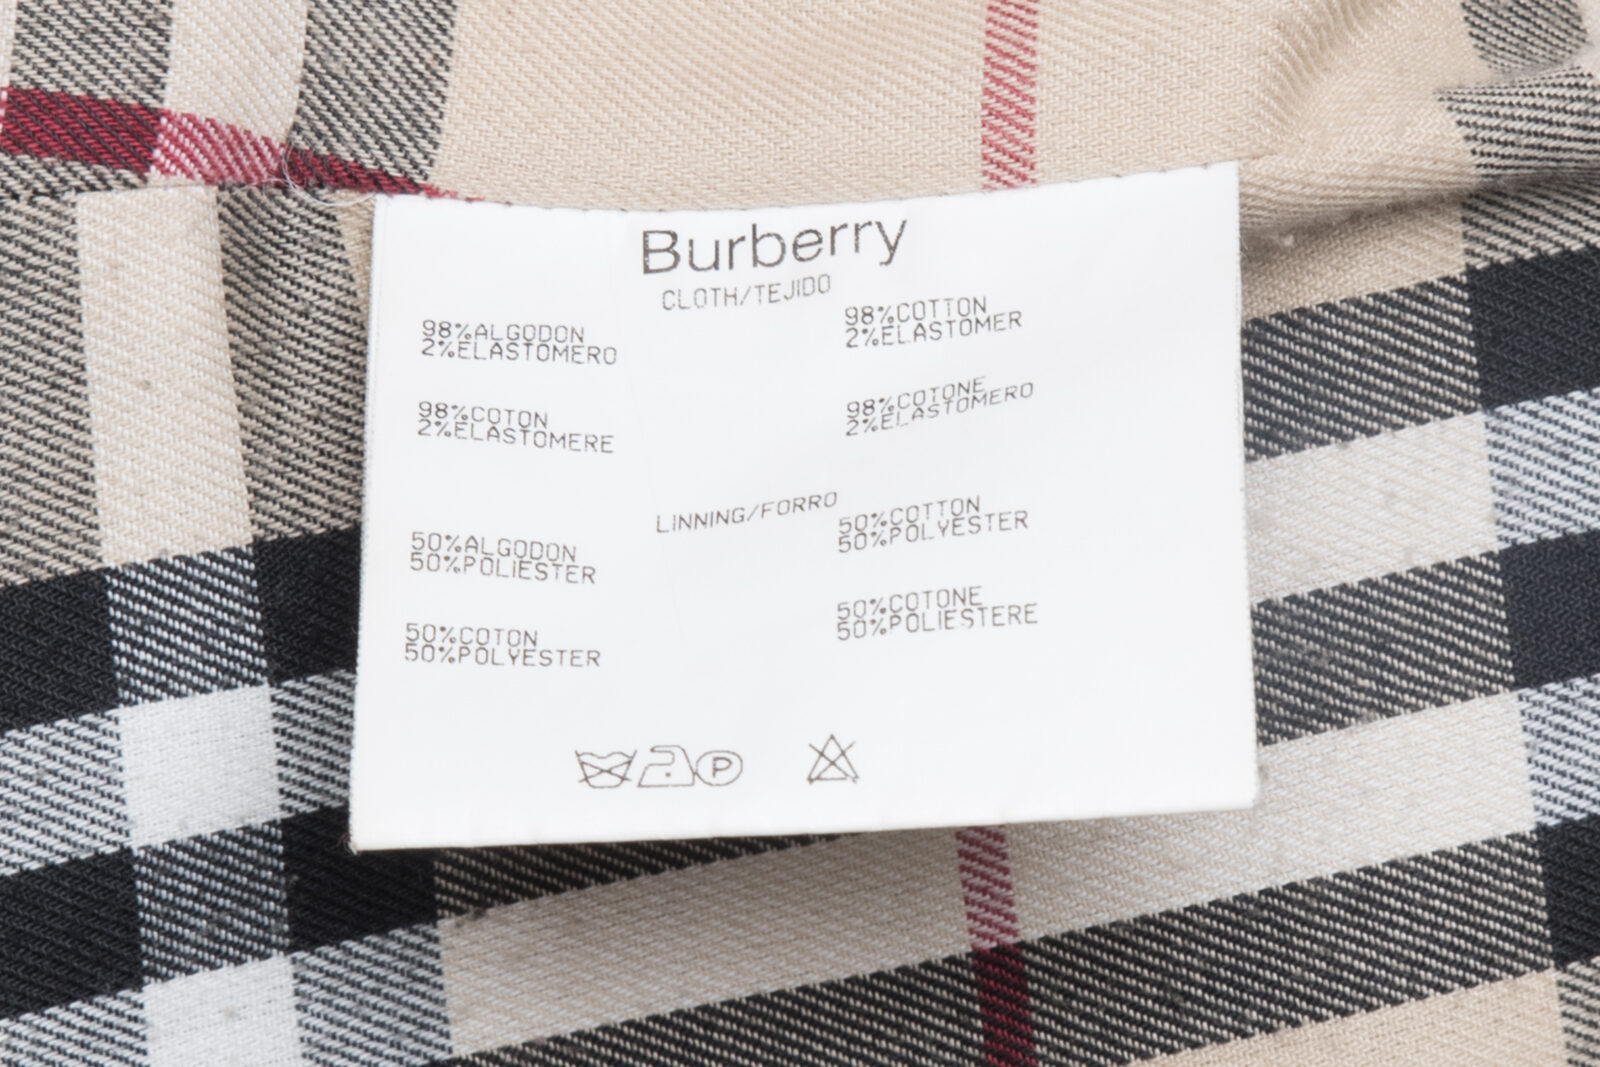 Burberry
CLOTH/TEJIDO
98%ALGODON
2%ELASTOMERO
98%COTTON
2%ELASTOMER
98%COTON
2%ELASTOMERE
98%COTONE
2%ELASTOMERO
LINNING/FORRO
50%ALGODON
50%POLIESTER
50%COTTON
50%POLYESTER
50%COTON
50%POLYESTER
50%COTONE
50%POLIESTERE
P